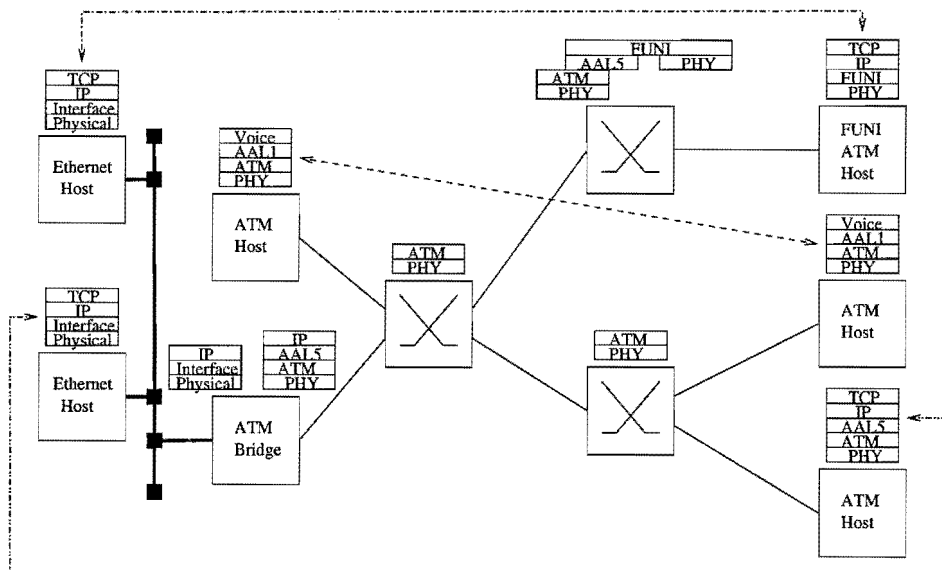 FUNI
AAL5 PHY
ATM
PHY
TCP
IP
FUNI
PHY
TCP
IP
Interface
Physical
FUNI
ATM
Host
Ethernet
Host
Voice
AAL1
ATM
PHY
ATM
Host
Voice
AAL1
ATM
PHY
ATM
PHY
TCP
IP
Interface
Physical
ATM
Host
IP
AAL5
ATM
PHY
IP
Interface
Physical
ATM
PHY
Ethernet
Host
ATM
Bridge
TCP
IP
AAL5
ATM
PHY
ATM
Host